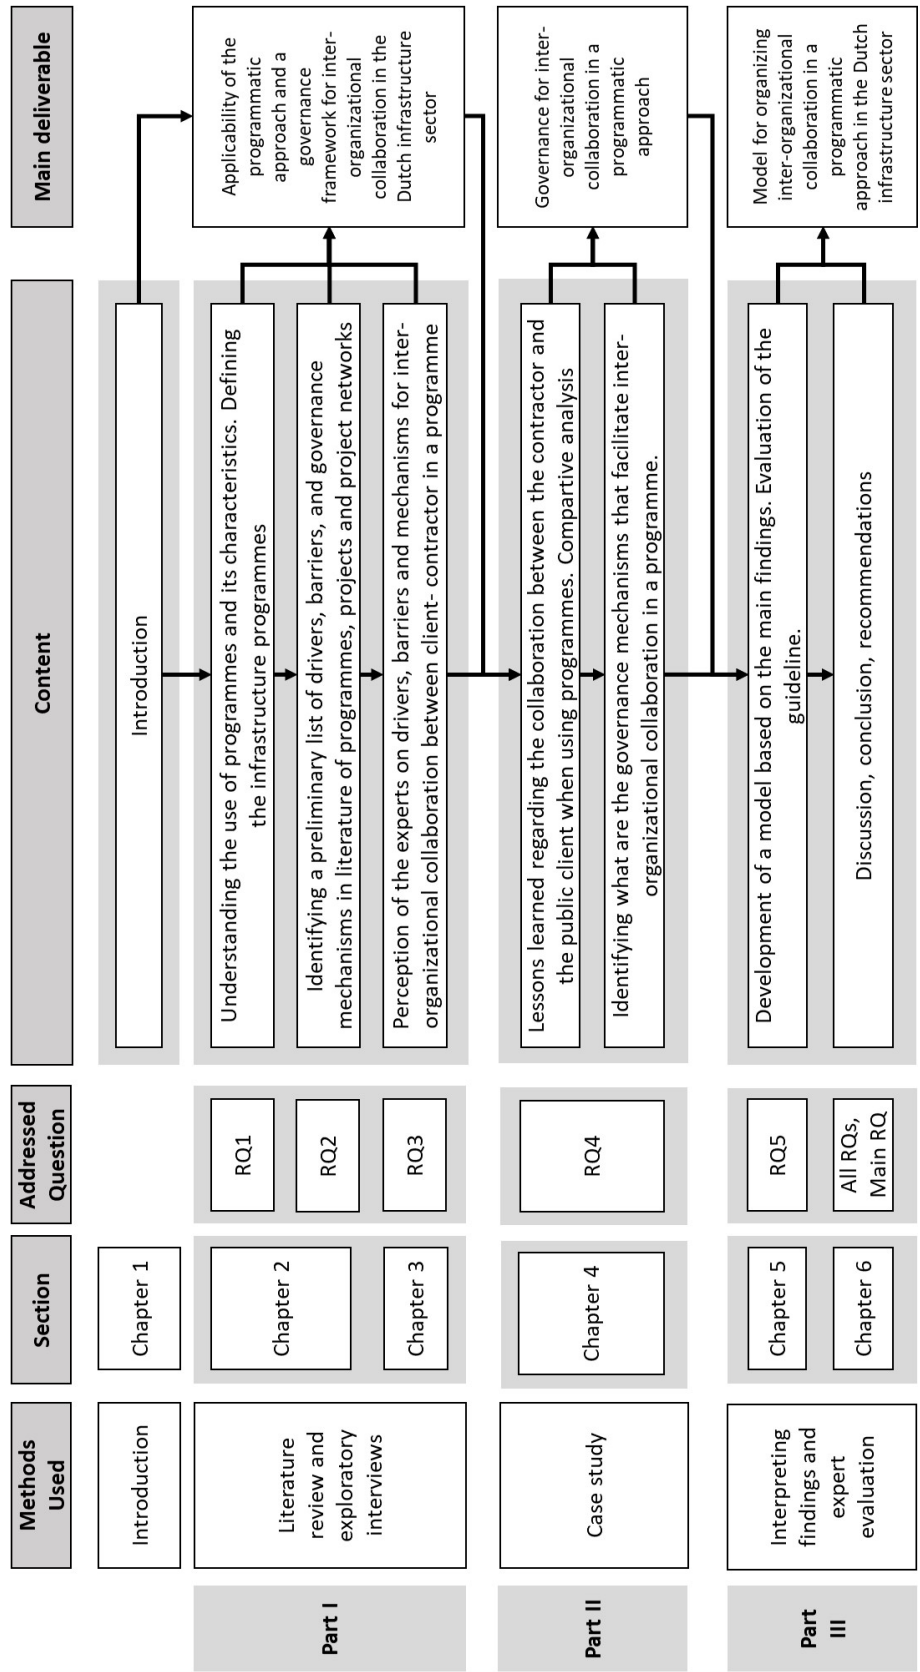 Methods
Used
Section
Addressed
Question
Content
Main deliverable
Introduction
Chapter 1
Introduction
Part I
Literature
review and
exploratory
interviews
Chapter 2
Chapter 3
RQ1
RQ2
RQ3
Understanding the use of programmes and its characteristics. Defining
the infrastructure programmes
Identifying a preliminary list of drivers, barriers, and governance
mechanisms in literature of programmes, projects and project networks
Perception of the experts on drivers, barriers and mechanisms for inter-
organizational collaboration between client- contractor in a programme
Applicability of the
programmatic
approach and a
governance
framework for inter-
organizational
collaboration in the
Dutch infrastructure
sector
Part II
Case study
Chapter 4
RQ4
Lessons learned regarding the collaboration between the contractor and
the public client when using programmes. Compartive analysis
Identifying what are the governance mechanisms that facilitate inter-
organizational collaboration in a programme.
Governance for inter-
organizational
collaboration in a
programmatic
approach
Part
III
Interpreting
findings and
expert
evaluation
Chapter 5
Chapter 6
RQ5
All RQs,
Main RQ
Development of a model based on the main findings. Evaluation of the
guideline.
Discussion, conclusion, recommendations
Model for organizing
inter-organizational
collaboration in a
programmatic
approach in the Dutch
infrastructure sector